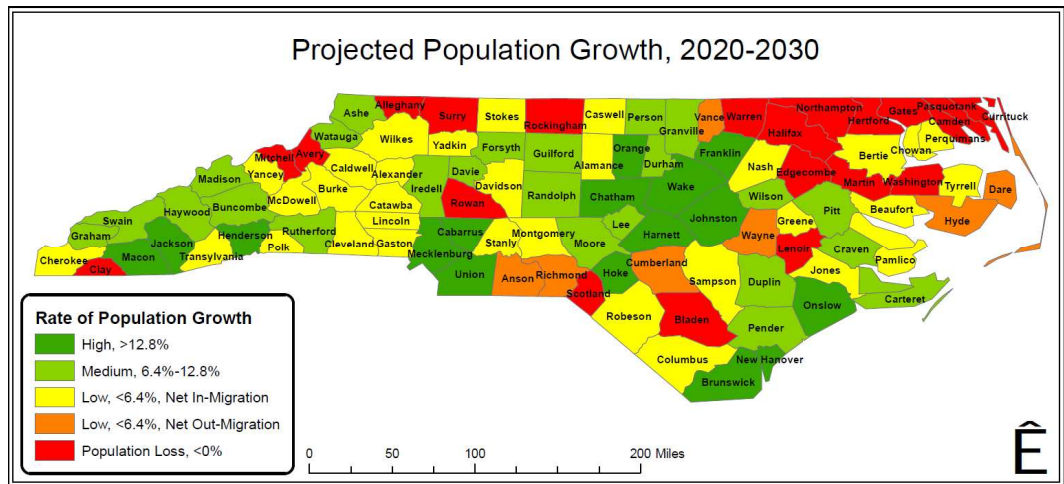 Projected Population Growth, 2020-2030
Ashe
Alleghany
Surry
Stokes
Rockingham
Caswell
Person
Granville
Vance
Warren
Northampton
Halifax
Hertford
Gates
Pasquotank
Camden
Currituck
Perquimans
Chowan
Bertie
Watauga
Wilkes
Yadkin
Forsyth
Guilford
Alamance
Orange
Durham
Franklin
Nash
Edgecombe
Martin
Washington
Tyrrell
Dare
Mitchell
Avery
Yancey
Caldwell
Alexander
Iredell
Davie
Davidson
Randolph
Chatham
Wake
Wilson
Pitt
Beaufort
Hyde
Madison
Buncombe
McDowell
Burke
Catawba
Rowan
Lincoln
Swain
Haywood
Graham
Jackson
Henderson
Rutherford
Polk
Cleveland
Gaston
Cherokee
Clay
Macon
Transylvania
Mecklenburg
Cabarrus
Stanly
Montgomery
Moore
Lee
Harnett
Johnston
Wayne
Greene
Lenoir
Craven
Pamlico
Jones
Union
Anson
Richmond
Scotland
Hoke
Cumberland
Sampson
Duplin
Onslow
Carteret
Robeson
Bladen
Pender
Columbus
New Hanover
Brunswick
Rate of Population Growth
High, >12.8%
Medium, 6.4%-12.8%
Low, <6.4%, Net In-Migration
Low, <6.4%, Net Out-Migration
Population Loss, <0%
0 50 100 200 Miles
Ê